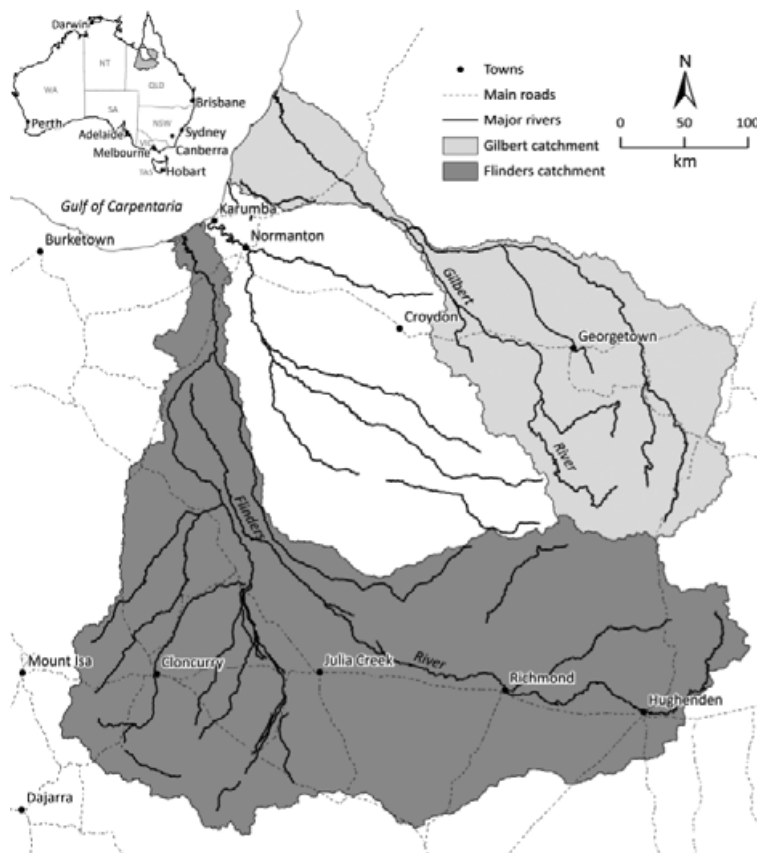 Darwin
NT
WA
QLD
SA
Brisbane
NSW
Perth
Adelaide
Sydney
VIC
Melbourne
Canberra
TAS
Hobart
Towns
Main roads
Major rivers
Gilbert catchment
Flinders catchment
N
0 50 100
km
Gulf of Carpentaria
Karumba
Burketown
Normanton
Gilbert
Croydon
Georgetown
River
Flinders
Mount Isa
Cloncurry
Julia Creek
River
Richmond
Hughenden
Dajarra